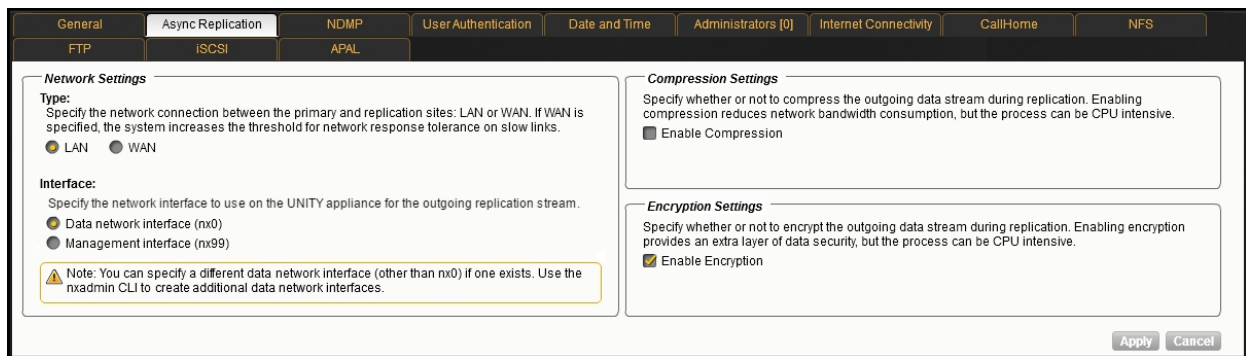 General
Async Replication
NDMP
User Authentication
Date and Time
Administrators [0]
Internet Connectivity
CallHome
NFS
FTP
iSCSI
APAL
Network Settings
Type:
Specify the network connection between the primary and replication sites: LAN or WAN. If WAN is
specified, the system increases the threshold for network response tolerance on slow links.
LAN
WAN
Interface:
Specify the network interface to use on the UNITY appliance for the outgoing replication stream.
Data network interface (nx0)
Management interface (nx99)
Note: You can specify a different data network interface (other than nx0) if one exists. Use the
nxadmin CLI to create additional data network interfaces.
Compression Settings
Specify whether or not to compress the outgoing data stream during replication. Enabling
compression reduces network bandwidth consumption, but the process can be CPU intensive.
Enable Compression
Encryption Settings
Specify whether or not to encrypt the outgoing data stream during replication. Enabling encryption
provides an extra layer of data security, but the process can be CPU intensive.
Enable Encryption
Apply
Cancel